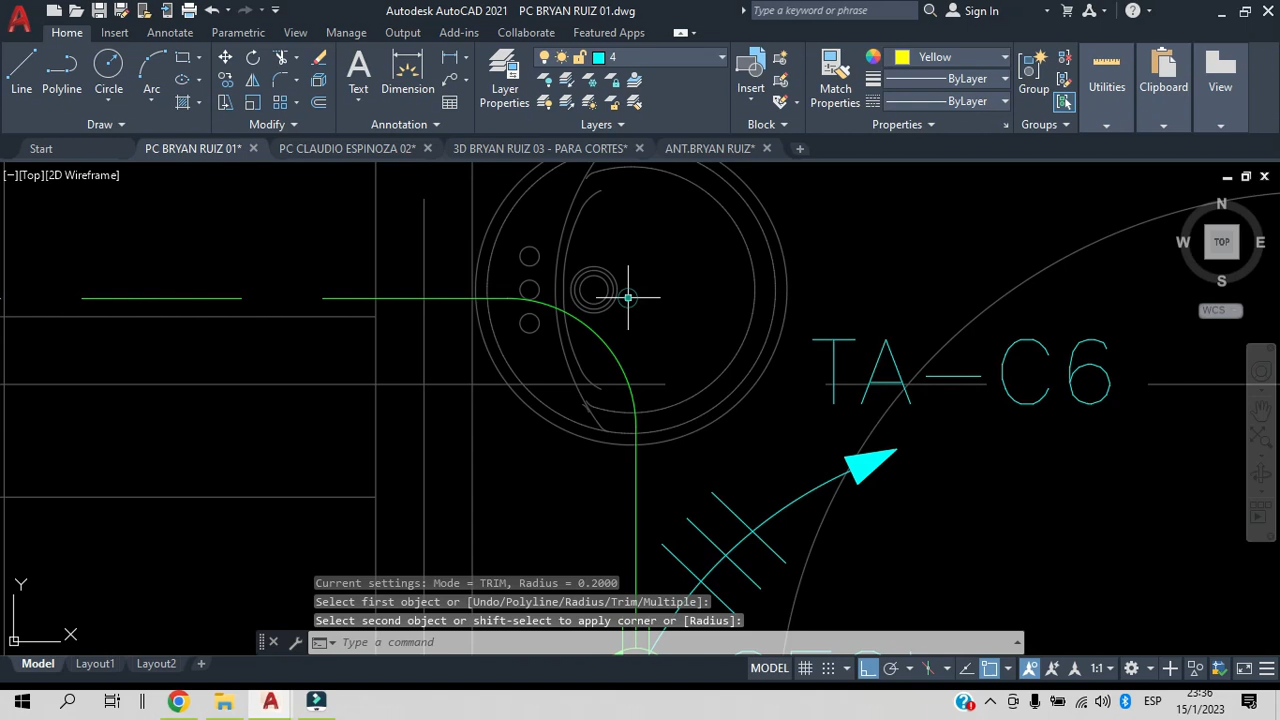 Autodesk AutoCAD 2021 PC BRYAN RUIZ 01.dwg
Type a keyword or phrase
Sign In
Home Insert Annotate Parametric View Manage Output Add-ins Collaborate Featured Apps
Line Polyline Circle Arc
Text Dimension
Layer Properties
4
Insert
Match Properties
Yellow
ByLayer
ByLayer
Group
Utilities Clipboard View
Draw Modify Annotation Layers Block Properties Groups
Start PC BRYAN RUIZ 01* PC CLAUDIO ESPINOZA 02* 3D BRYAN RUIZ 03 - PARA CORTES* ANT.BRYAN RUIZ*
[−][Top][2D Wireframe]
N
W TOP E
S
WCS
TA-C6
Y
X
Current settings: Mode = TRIM, Radius = 0.2000
Select first object or [Undo/Polyline/Radius/Trim/Multiple]:
Select second object or shift-select to apply corner or [Radius]:
Type a command
Model Layout1 Layout2
MODEL 1:1
ESP
23:36
15/1/2023